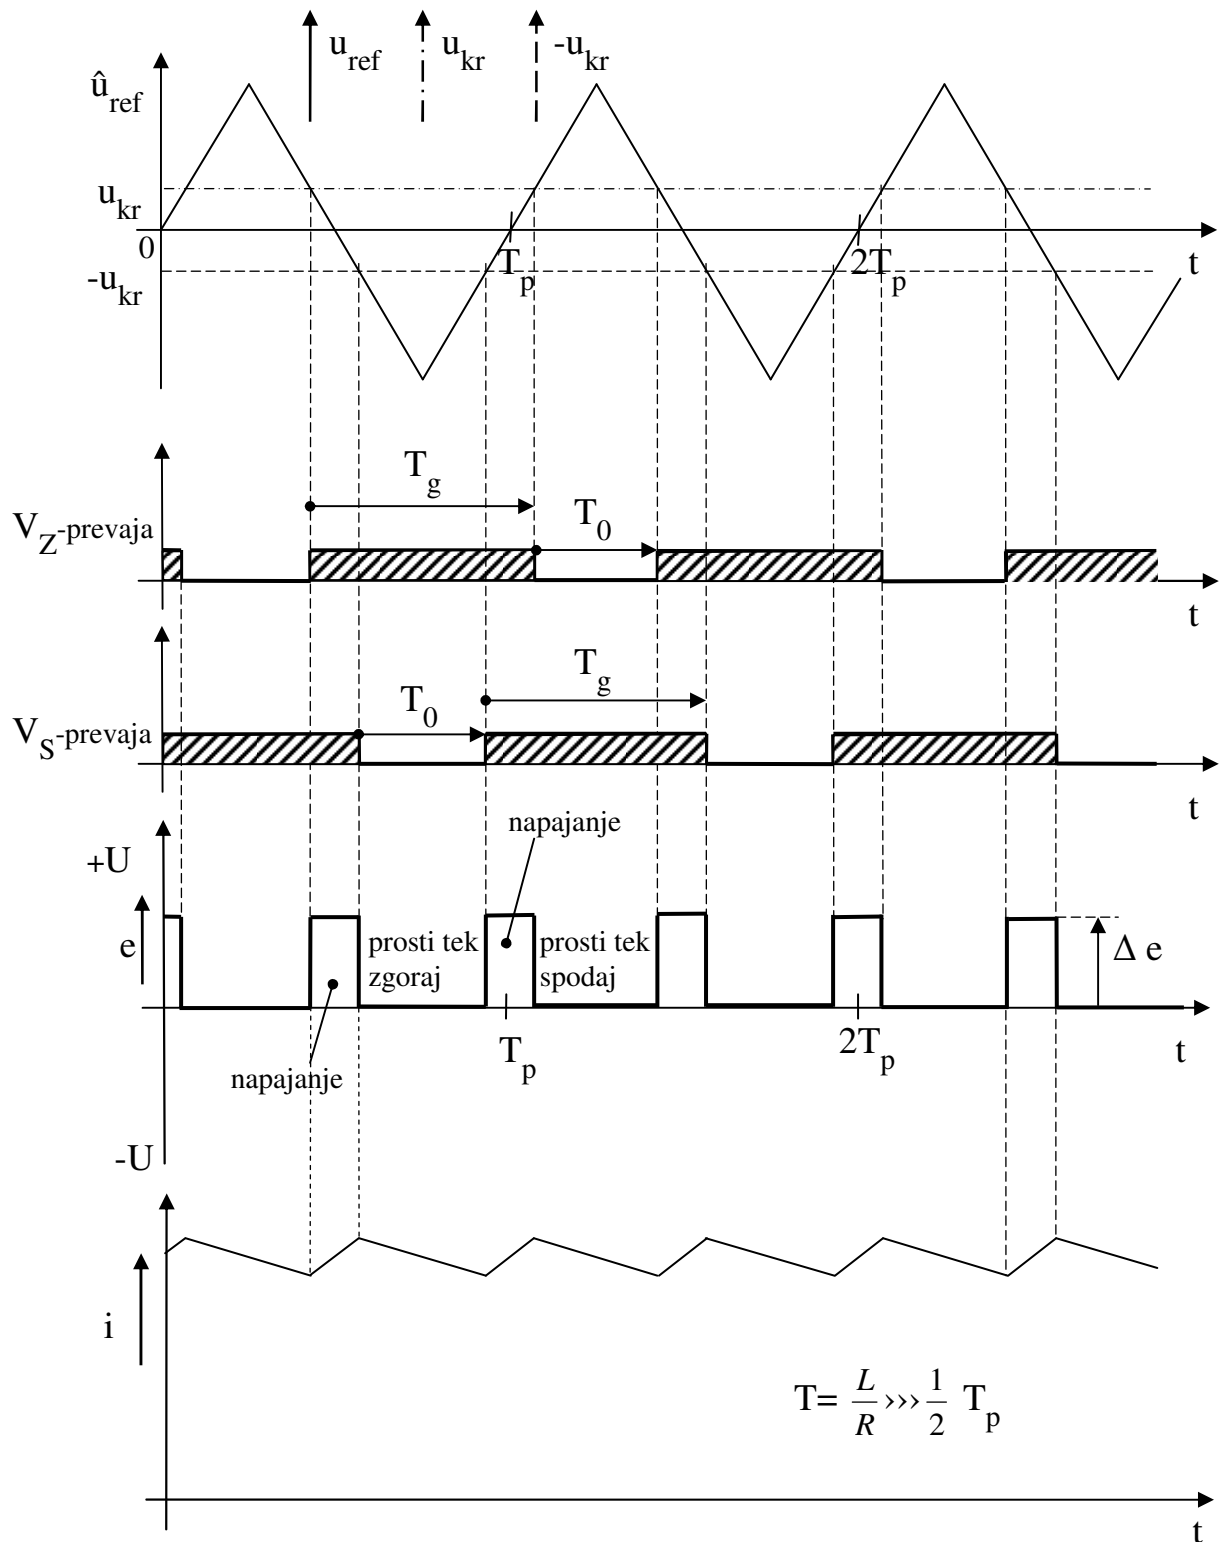 u_ref u_kr -u_kr
û_ref
u_kr
0
-u_kr
T_p 2T_p t
T_g
T_0
V_Z-prevaja
t
T_g
T_0
V_S-prevaja
t
napajanje
+U
e
prosti tek zgoraj
prosti tek spodaj
Δ e
T_p 2T_p t
napajanje
-U
i
T= L/R ››› 1/2 T_p
t